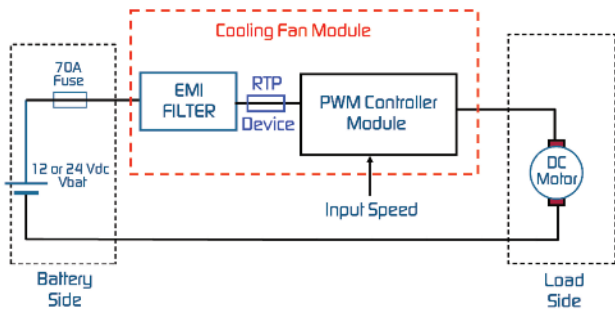 Cooling Fan Module
70A
Fuse
EMI
FILTER
RTP
Device
PWM Controller
Module
12 or 24 Vdc
Vbat
DC
Motor
Input Speed
Battery
Side
Load
Side